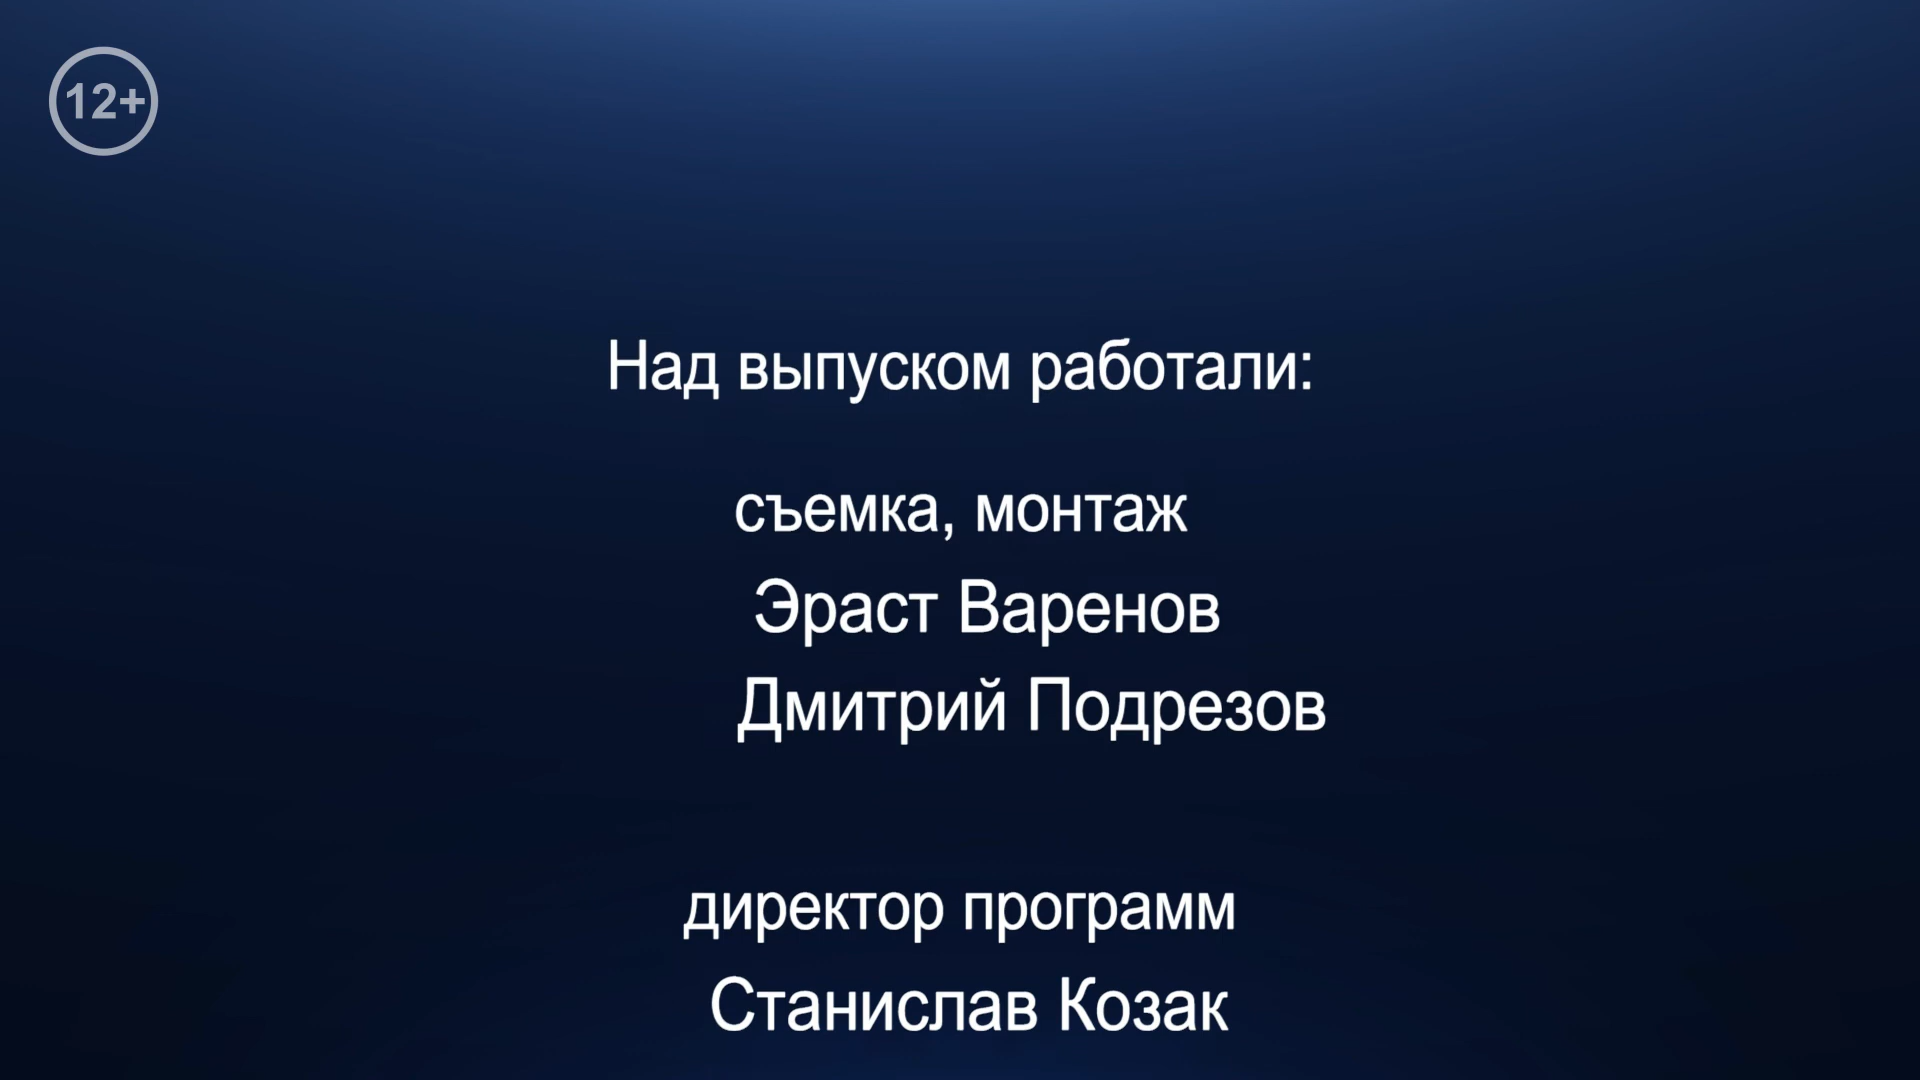 12+
Над выпуском работали:
съемка, монтаж
Эраст Варенов
Дмитрий Подрезов
директор программ
Станислав Козак